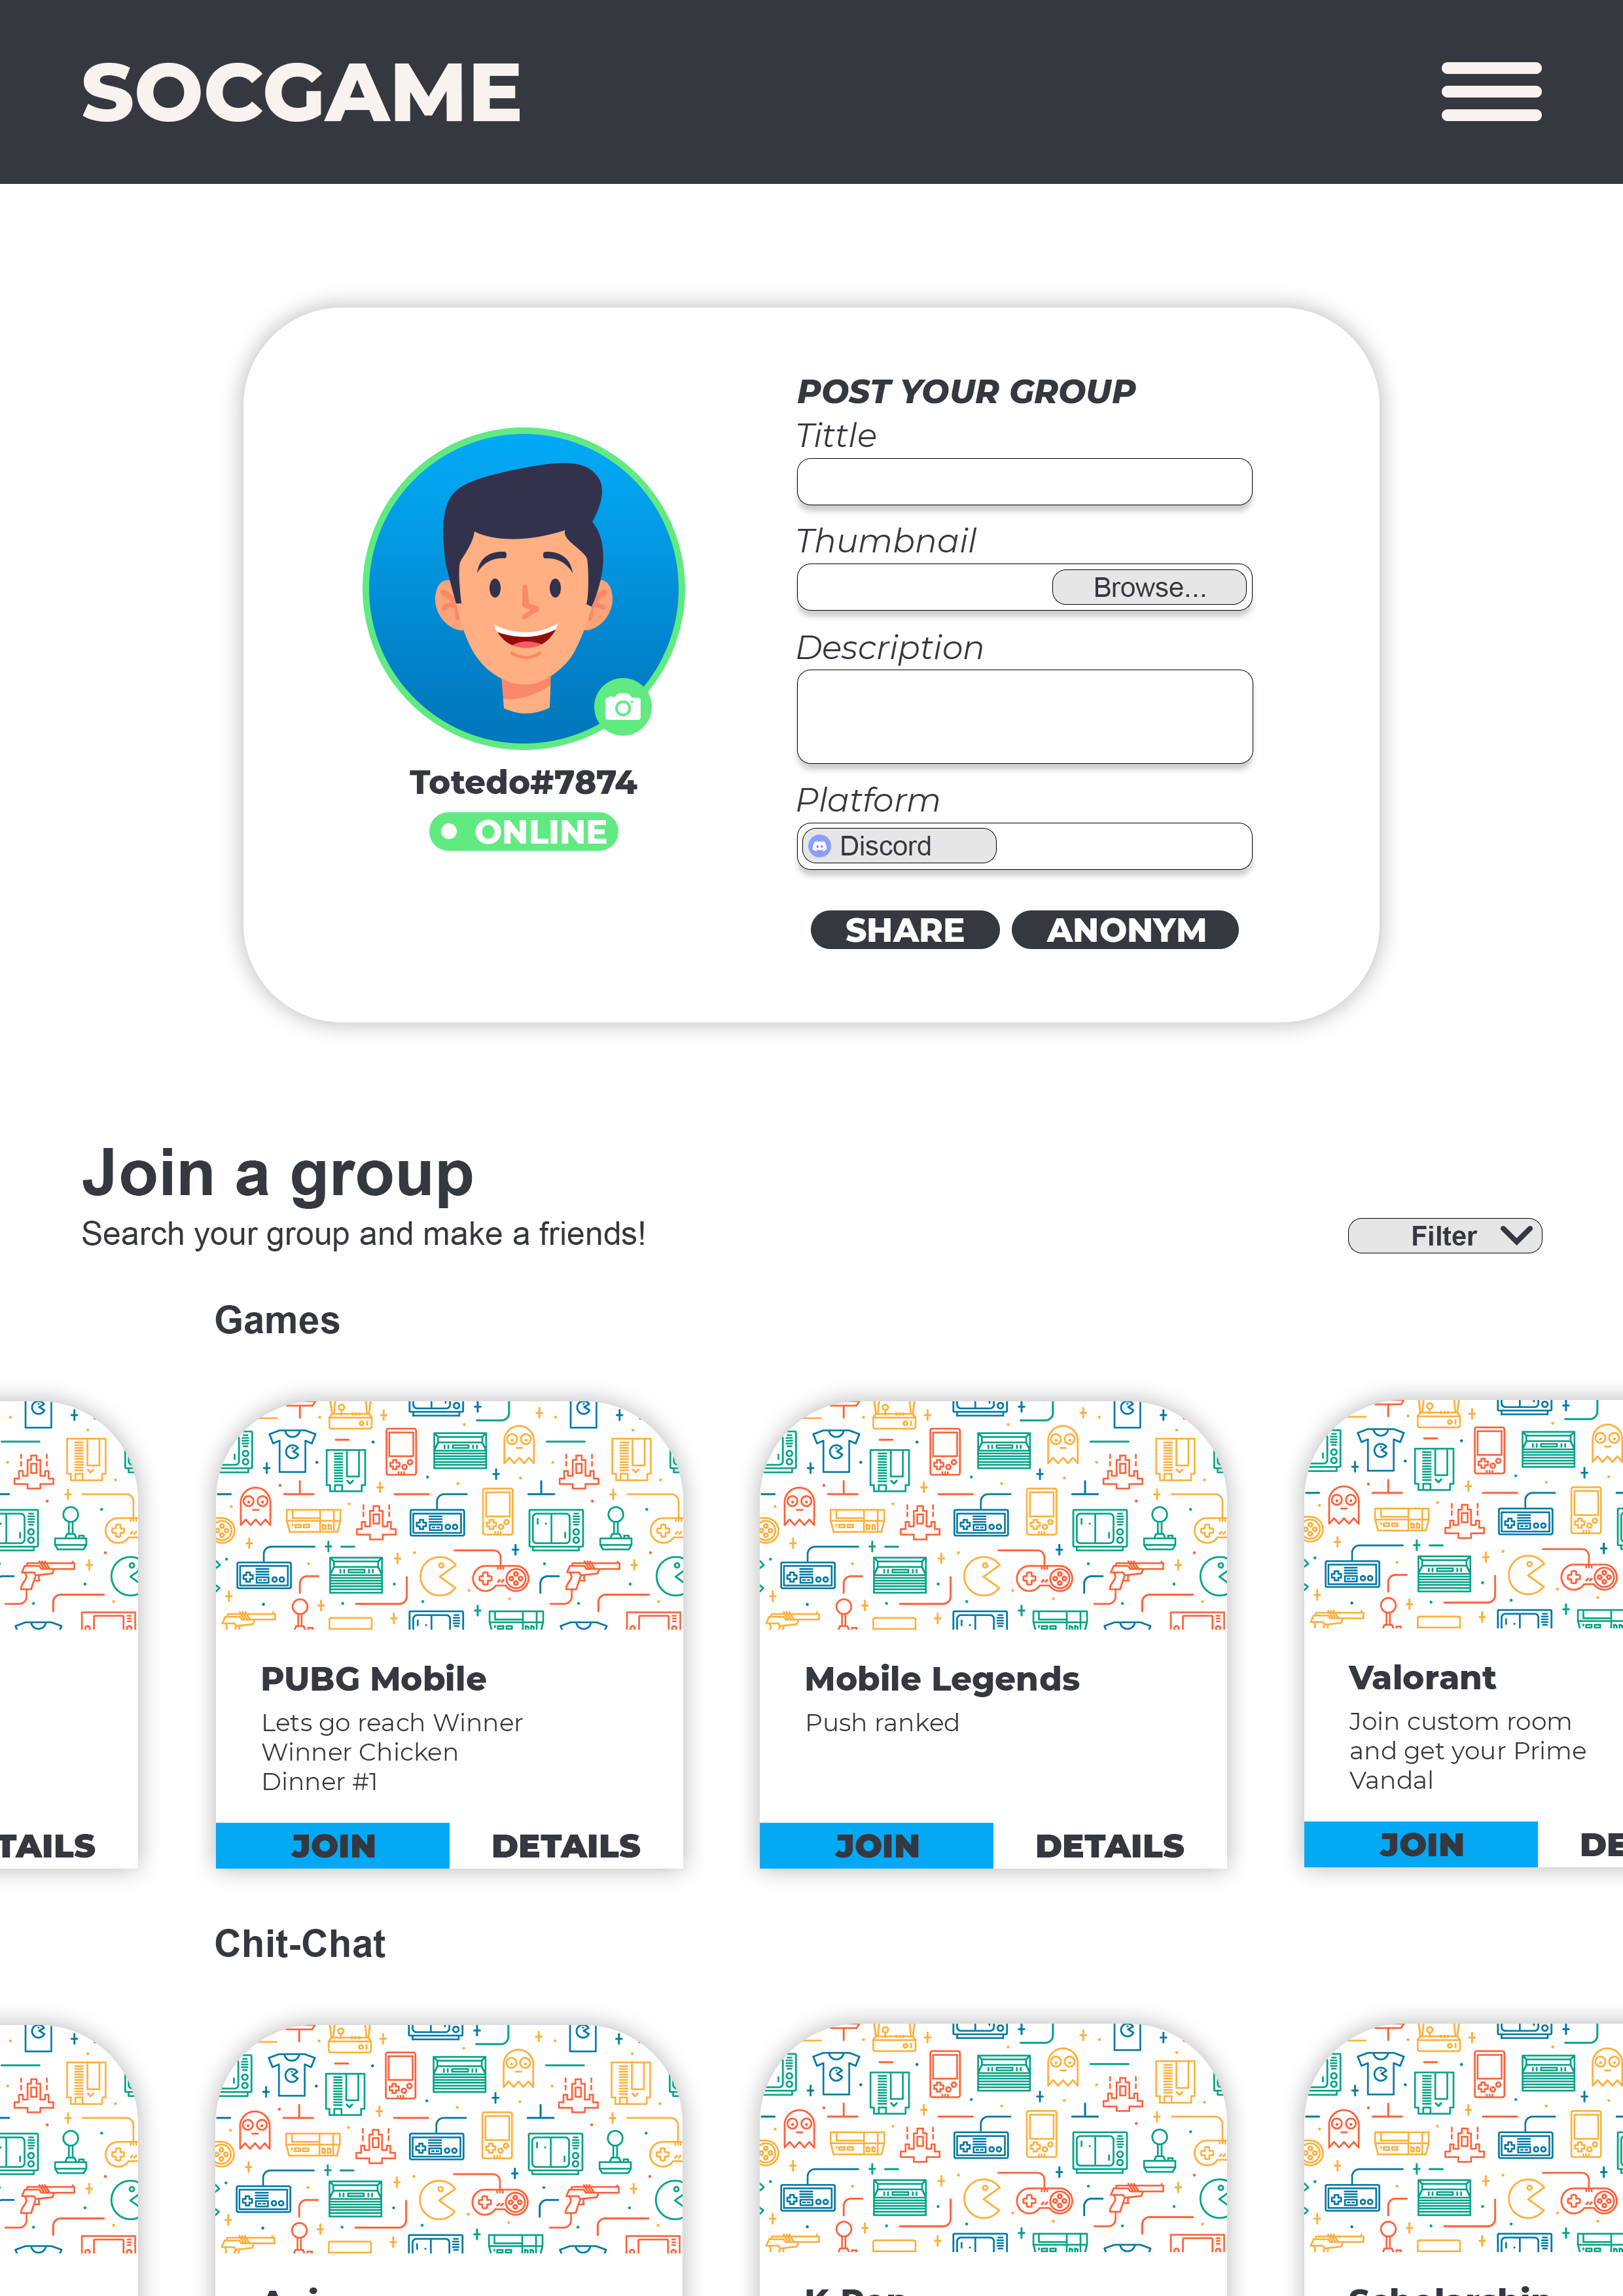 SOCGAME
POST YOUR GROUP
Tittle
Thumbnail
Browse...
Description
Platform
Discord
SHARE ANONYM
Totedo#7874
ONLINE
Join a group
Search your group and make a friends!
Filter
Games
TAILS
PUBG Mobile
Lets go reach Winner
Winner Chicken
Dinner #1
JOIN DETAILS
Mobile Legends
Push ranked
JOIN DETAILS
Valorant
Join custom room
and get your Prime
Vandal
JOIN DE
Chit-Chat